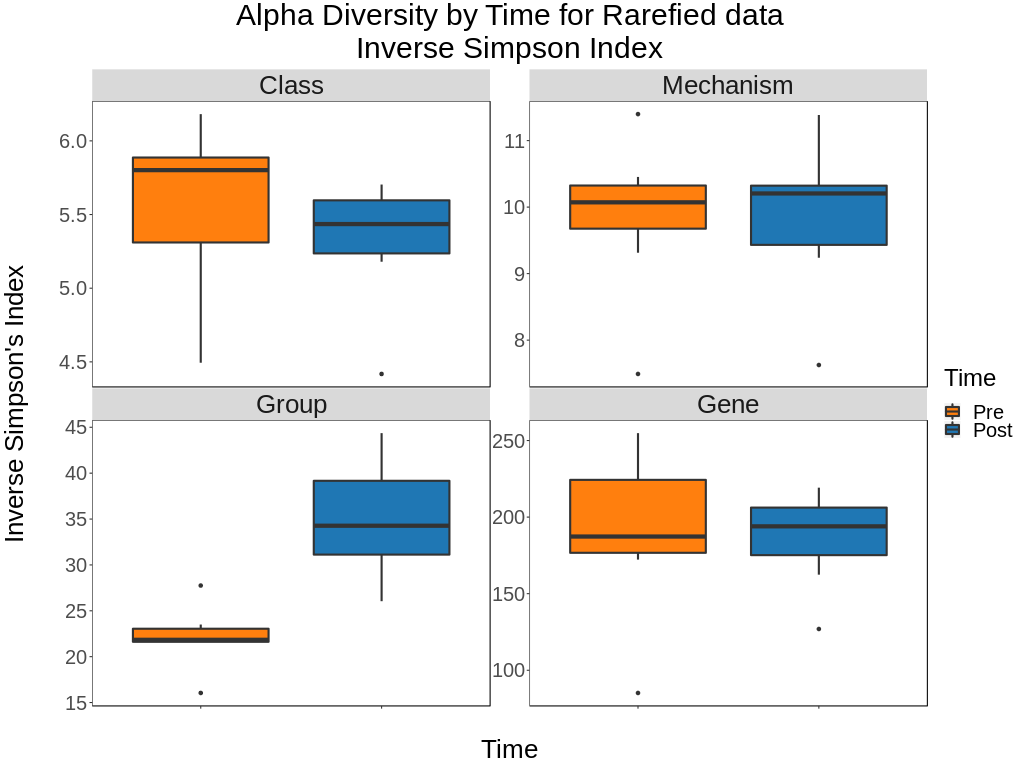 Alpha Diversity by Time for Rarefied data
Inverse Simpson Index
Class
Mechanism
6.0
5.5
5.0
4.5
11
10
9
8
Group
Gene
45
40
35
30
25
20
15
250
200
150
100
Inverse Simpson's Index
Time
Time
Pre
Post